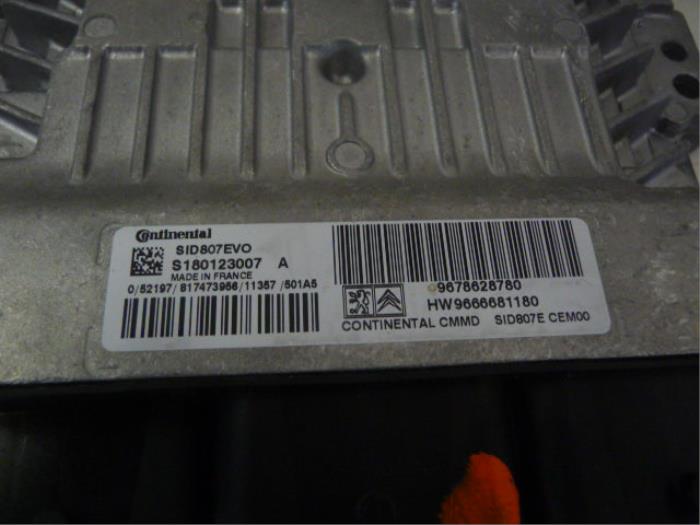 Continental
SID807EVO
S180123007 A
MADE IN FRANCE
0/52197/817473956/11357/501A5
9678628780
HW9666681180
CONTINENTAL CMMD SID807E CEM00